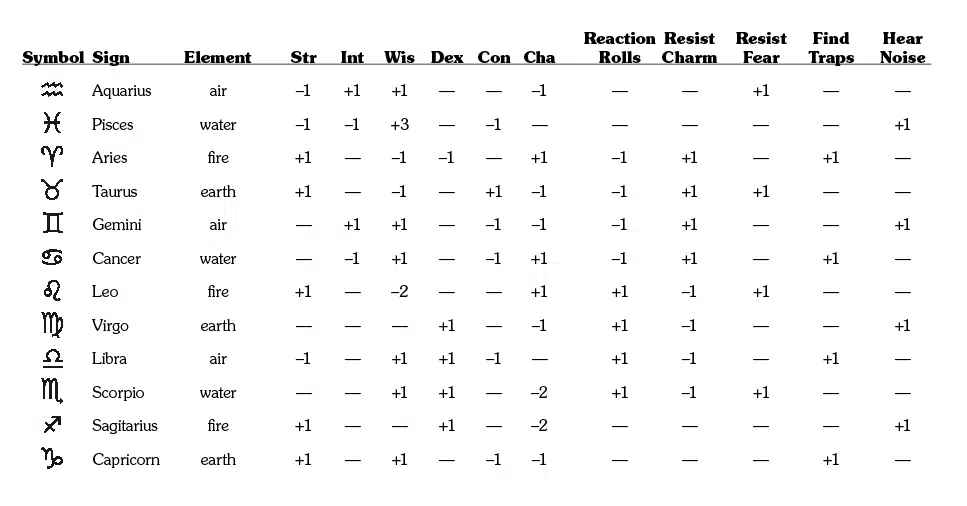 Reaction Resist Resist Find Hear
Symbol Sign Element Str Int Wis Dex Con Cha Rolls Charm Fear Traps Noise
♒ Aquarius air –1 +1 +1 — — –1 — — +1 — —
♓ Pisces water –1 –1 +3 — –1 — — — — — +1
♈ Aries fire +1 — –1 –1 — +1 –1 +1 — +1 —
♉ Taurus earth +1 — –1 — +1 –1 –1 +1 +1 — —
♊ Gemini air — +1 +1 — –1 –1 –1 +1 — — +1
♋ Cancer water — –1 +1 — –1 +1 –1 +1 — +1 —
♌ Leo fire +1 — –2 — — +1 +1 –1 +1 — —
♍ Virgo earth — — — +1 — –1 +1 –1 — — +1
♎ Libra air –1 — +1 +1 –1 — +1 –1 — +1 —
♏ Scorpio water — — +1 +1 — –2 +1 –1 +1 — —
♐ Sagitarius fire +1 — — +1 — –2 — — — — +1
♑ Capricorn earth +1 — +1 — –1 –1 — — — +1 —